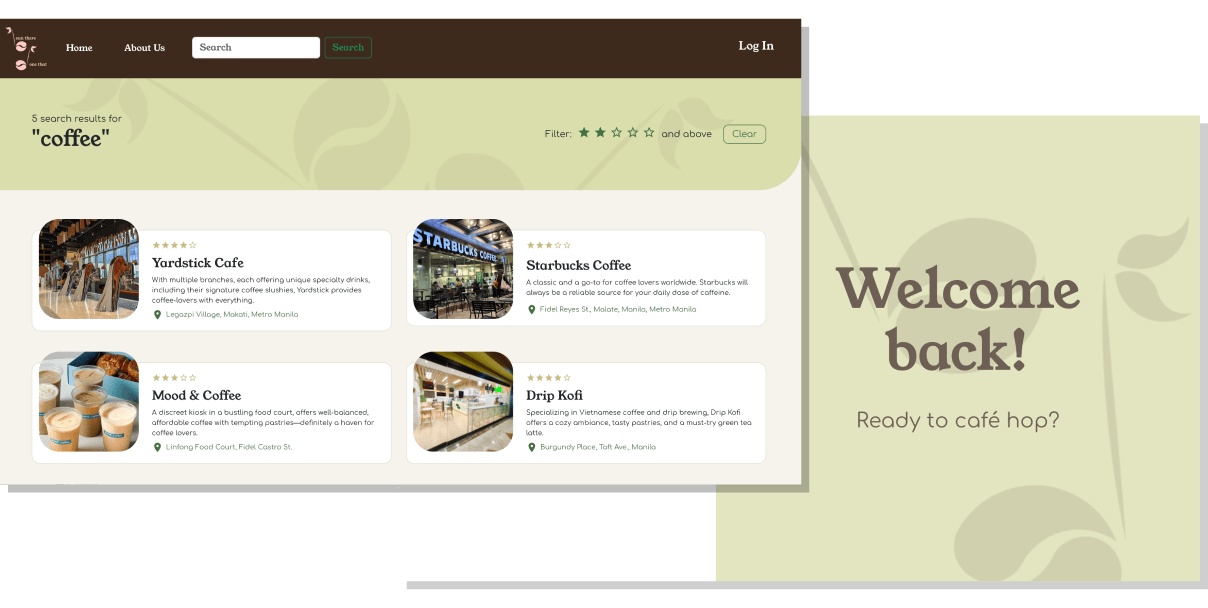 bean there
Home
About Us
Search
Search
Log In
done that
5 search results for
"coffee"
Filter:
and above
Clear
Yardstick Cafe
With multiple branches, each offering unique specialty drinks,
including their signature coffee slushies, Yardstick provides
coffee-lovers with everything.
Legazpi Village, Makati, Metro Manila
STARBUCKS COFFEE
Starbucks Coffee
A classic and a go-to for coffee lovers worldwide. Starbucks will
always be a reliable source for your daily dose of caffeine.
Fidel Reyes St., Malate, Manila, Metro Manila
Mood & Coffee
A discreet kiosk in a bustling food court, offers well-balanced,
affordable coffee with tempting pastries—definitely a haven for
coffee lovers.
Linfong Food Court, Fidel Castro St.
Drip Kofi
Specializing in Vietnamese coffee and drip brewing, Drip Kofi
offers a cozy ambiance, tasty pastries, and a must-try green tea
latte.
Burgundy Place, Taft Ave., Manila
Welcome
back!
Ready to café hop?